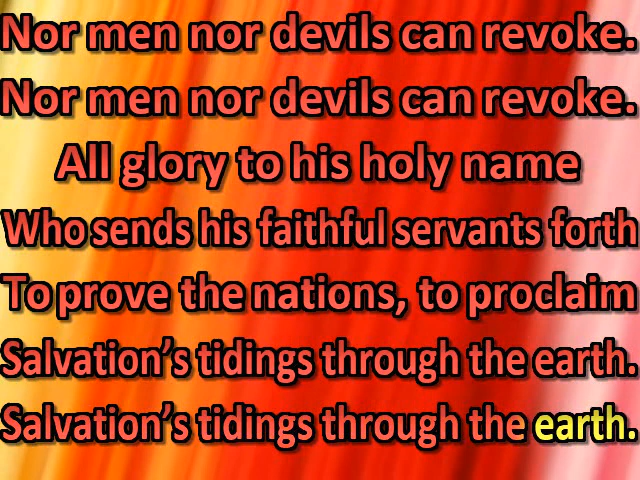 Nor men nor devils can revoke.
Nor men nor devils can revoke.
All glory to his holy name
Who sends his faithful servants forth
To prove the nations, to proclaim
Salvation’s tidings through the earth.
Salvation’s tidings through the earth.